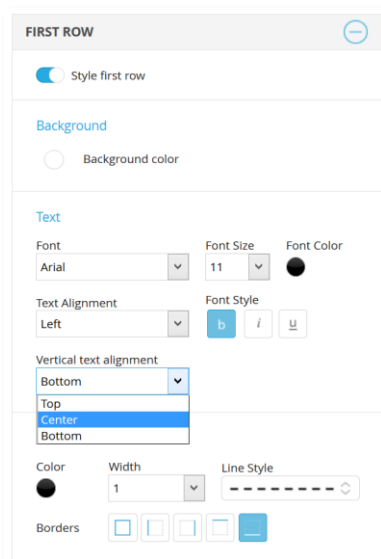 FIRST ROW
Style first row
Background
Background color
Text
Font Font Size Font Color
Arial 11
Text Alignment Font Style
Left b i u
Vertical text alignment
Bottom
Top
Center
Bottom
Color Width Line Style
1
Borders